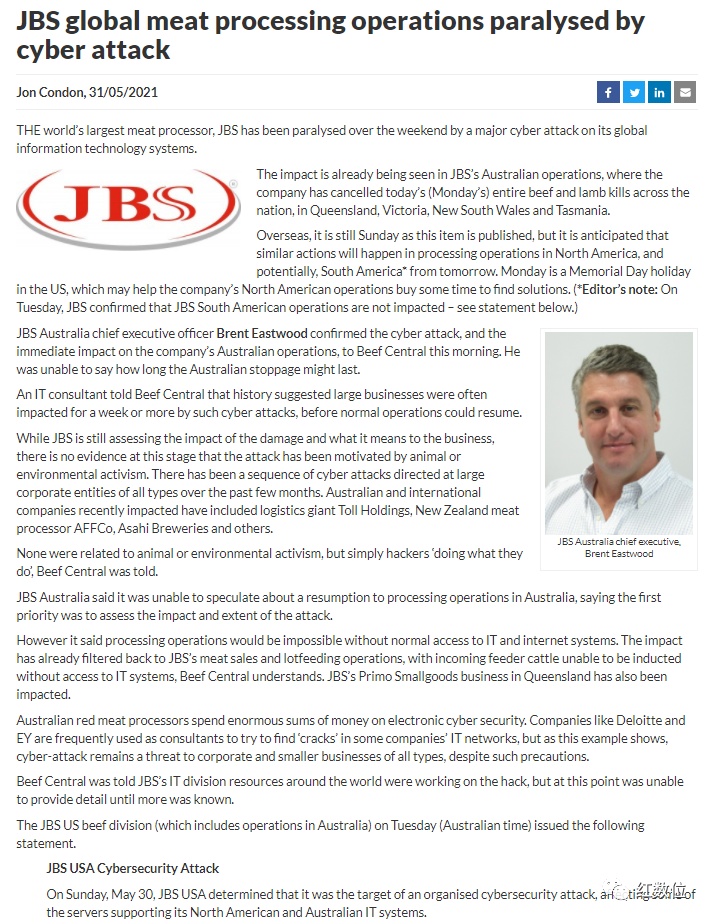 JBS global meat processing operations paralysed by
cyber attack
Jon Condon, 31/05/2021
THE world's largest meat processor, JBS has been paralysed over the weekend by a major cyber attack on its global
information technology systems.
JBS
®
The impact is already being seen in JBS's Australian operations, where the
company has cancelled today's (Monday's) entire beef and lamb kills across the
nation, in Queensland, Victoria, New South Wales and Tasmania.
Overseas, it is still Sunday as this item is published, but it is anticipated that
similar actions will happen in processing operations in North America, and
potentially, South America* from tomorrow. Monday is a Memorial Day holiday
in the US, which may help the company's North American operations buy some time to find solutions. (*Editor's note: On
Tuesday, JBS confirmed that JBS South American operations are not impacted – see statement below.)
JBS Australia chief executive officer Brent Eastwood confirmed the cyber attack, and the
immediate impact on the company's Australian operations, to Beef Central this morning. He
was unable to say how long the Australian stoppage might last.
An IT consultant told Beef Central that history suggested large businesses were often
impacted for a week or more by such cyber attacks, before normal operations could resume.
While JBS is still assessing the impact of the damage and what it means to the business,
there is no evidence at this stage that the attack has been motivated by animal or
environmental activism. There has been a sequence of cyber attacks directed at large
corporate entities of all types over the past few months. Australian and international
companies recently impacted have included logistics giant Toll Holdings, New Zealand meat
processor AFFCo, Asahi Breweries and others.
JBS Australia chief executive,
Brent Eastwood
None were related to animal or environmental activism, but simply hackers 'doing what they
do', Beef Central was told.
JBS Australia said it was unable to speculate about a resumption to processing operations in Australia, saying the first
priority was to assess the impact and extent of the attack.
However it said processing operations would be impossible without normal access to IT and internet systems. The impact
has already filtered back to JBS's meat sales and lotfeeding operations, with incoming feeder cattle unable to be inducted
without access to IT systems, Beef Central understands. JBS's Primo Smallgoods business in Queensland has also been
impacted.
Australian red meat processors spend enormous sums of money on electronic cyber security. Companies like Deloitte and
EY are frequently used as consultants to try to find 'cracks' in some companies' IT networks, but as this example shows,
cyber-attack remains a threat to corporate and smaller businesses of all types, despite such precautions.
Beef Central was told JBS's IT division resources around the world were working on the hack, but at this point was unable
to provide detail until more was known.
The JBS US beef division (which includes operations in Australia) on Tuesday (Australian time) issued the following
statement.
JBS USA Cybersecurity Attack
On Sunday, May 30, JBS USA determined that it was the target of an organised cybersecurity attack, of
the servers supporting its North American and Australian IT systems.
红数位